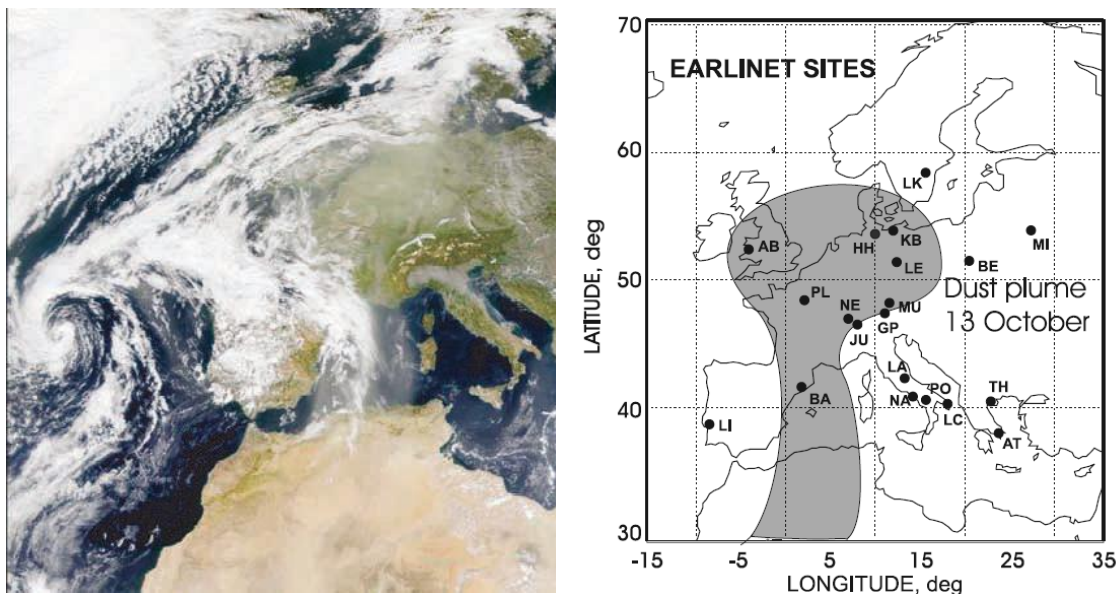 EARLINET SITES
70
60
50
40
30
LATITUDE, deg
LK
AB
HH
KB
MI
LE
BE
PL
NE
MU
Dust plume
13 October
JU
GP
LA
BA
NA
PO
LC
TH
LI
AT
-15
-5
5
15
25
35
LONGITUDE, deg